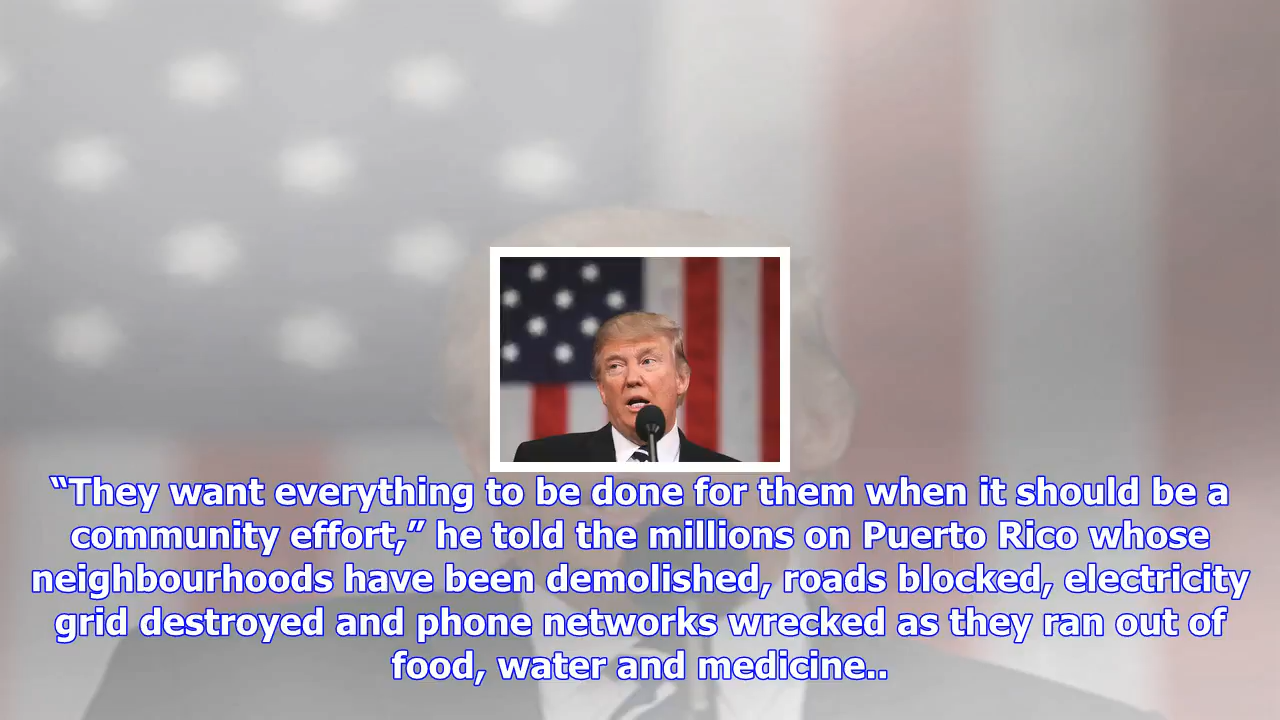 “They want everything to be done for them when it should be a
community effort,” he told the millions on Puerto Rico whose
neighbourhoods have been demolished, roads blocked, electricity
grid destroyed and phone networks wrecked as they ran out of
food, water and medicine..